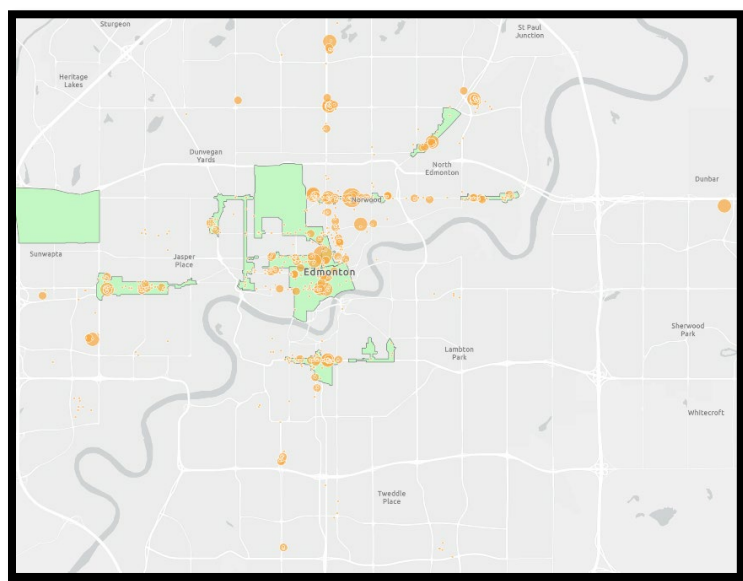 Sturgeon
St Paul
Junction
Heritage
Lakes
Dunvegan
Yards
North
Edmonton
Dunbar
Norwood
Sunwapta
Jasper
Place
Edmonton
Sherwood
Park
Lambton
Park
Whitecroft
Tweddle
Place